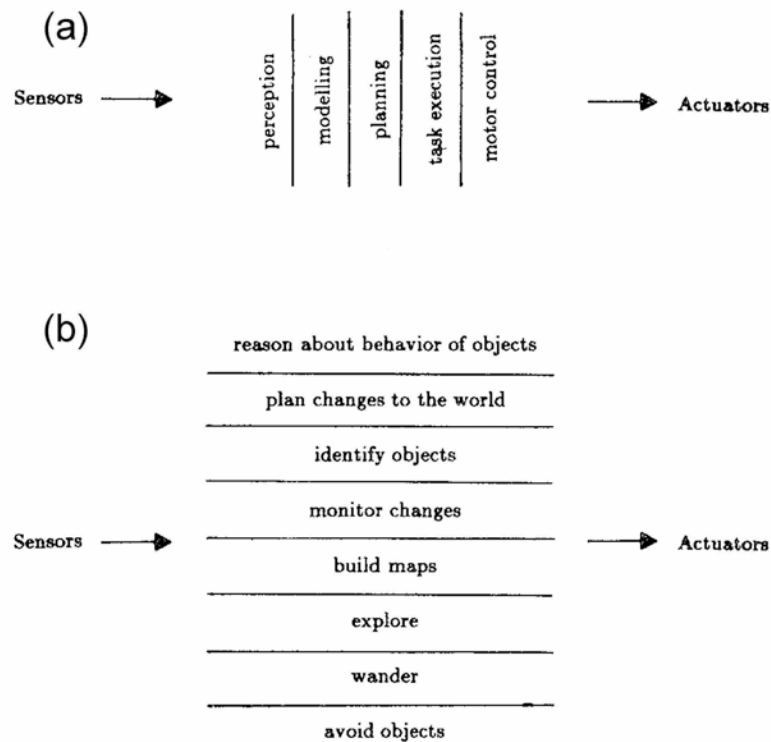 (a)
Sensors
perception
modelling
planning
task execution
motor control
Actuators
(b)
reason about behavior of objects
plan changes to the world
identify objects
monitor changes
Sensors
Actuators
build maps
explore
wander
avoid objects